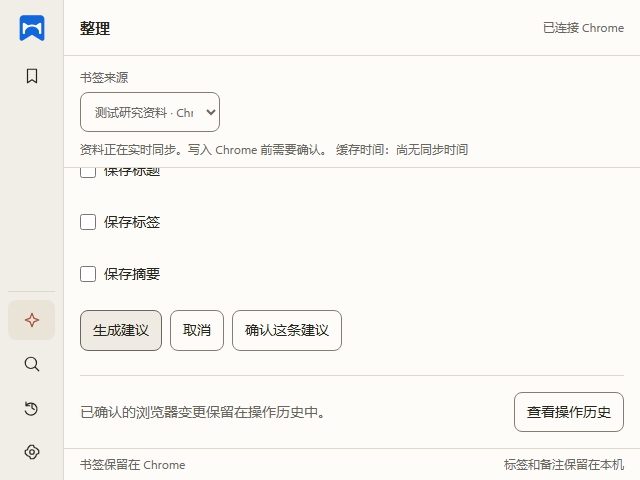 整理
已连接 Chrome
书签来源
测试研究资料 · Chr
资料正在实时同步。写入 Chrome 前需要确认。 缓存时间：尚无同步时间
保存标题
保存标签
保存摘要
生成建议 取消 确认这条建议
已确认的浏览器变更保留在操作历史中。 查看操作历史
书签保留在 Chrome 标签和备注保留在本机